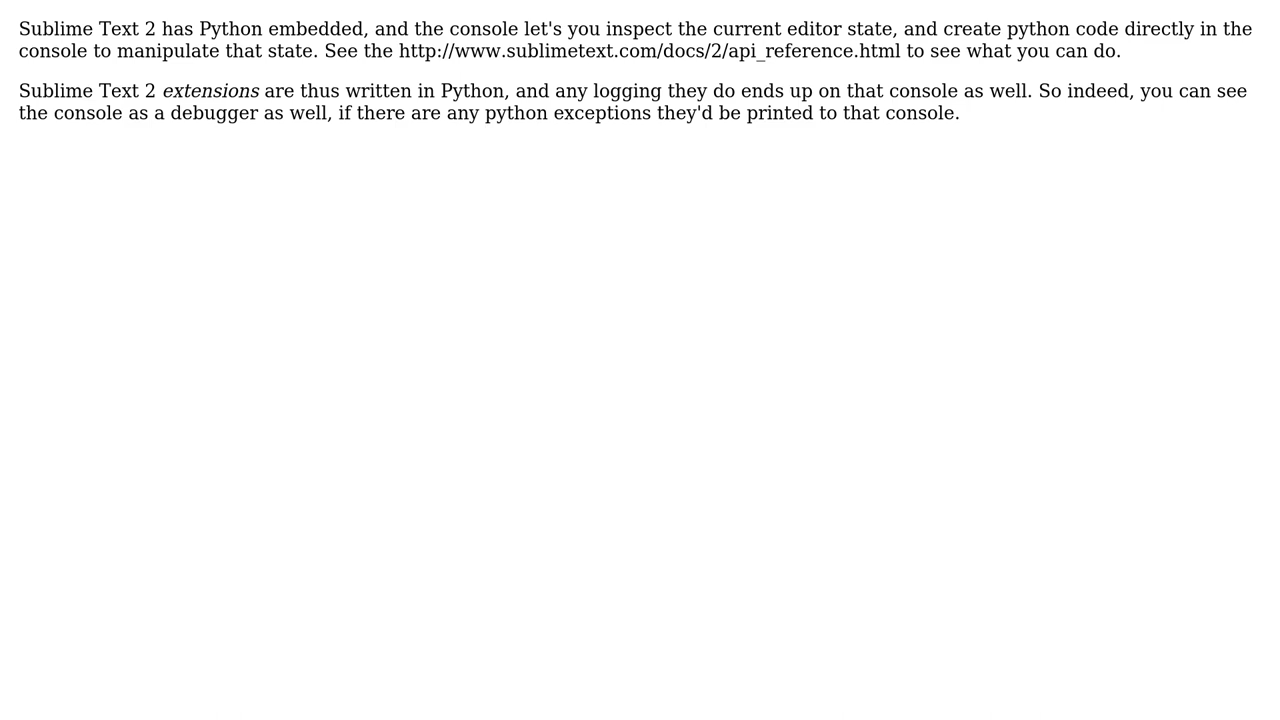 Sublime Text 2 has Python embedded, and the console let's you inspect the current editor state, and create python code directly in the
console to manipulate that state. See the http://www.sublimetext.com/docs/2/api_reference.html to see what you can do.
Sublime Text 2 extensions are thus written in Python, and any logging they do ends up on that console as well. So indeed, you can see
the console as a debugger as well, if there are any python exceptions they'd be printed to that console.